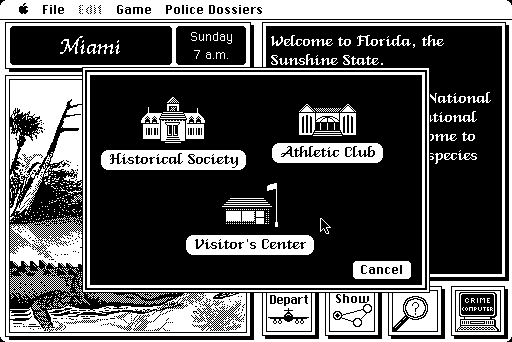 File Edit Game Police Dossiers
Miami
Sunday
7 a.m.
Welcome to Florida, the
Sunshine State.
National
ome to
species
Historical Society
Athletic Club
Visitor's Center
Cancel
Depart
Show
?
CRIME
COMPUTER